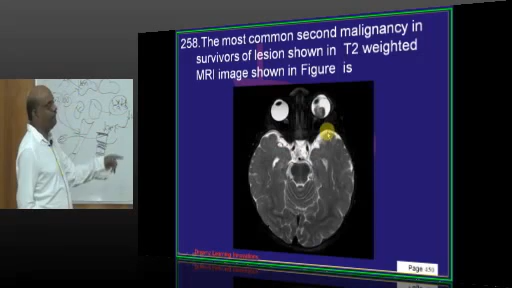 258.The most common second malignancy in
survivors of lesion shown in T2 weighted
MRI image shown in Figure is
Page 459